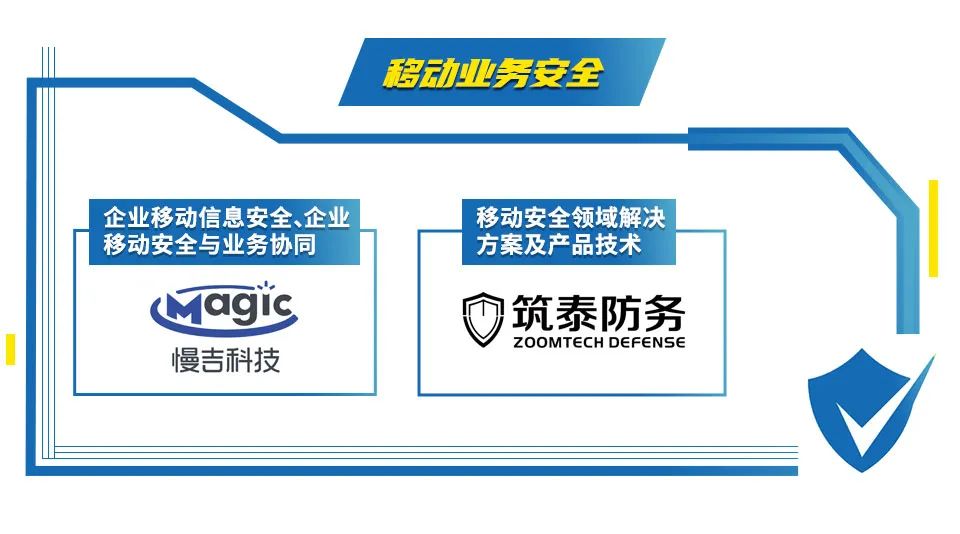 移动业务安全
企业移动信息安全、企业
移动安全与业务协同
Magic
慢吉科技
移动安全领域解决
方案及产品技术
筑泰防务
ZOOMTECH DEFENSE